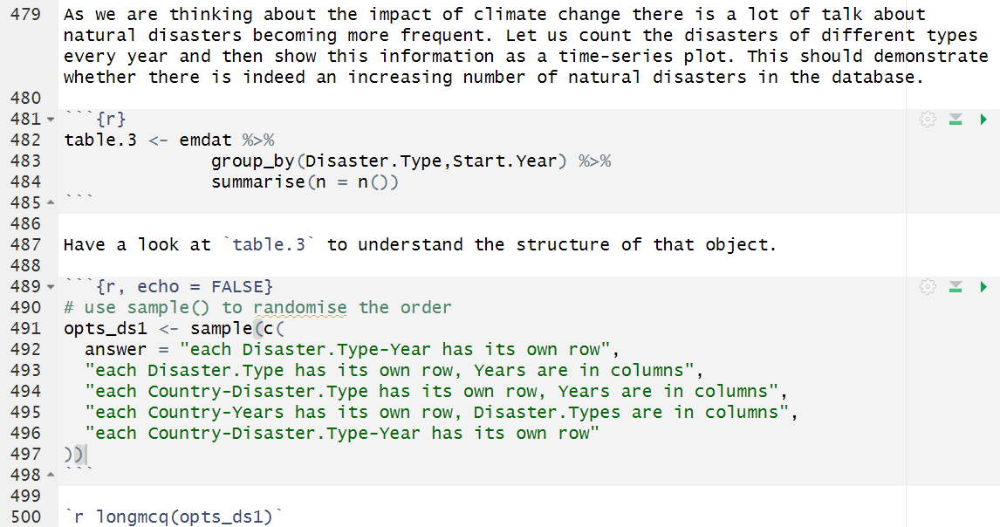 479 As we are thinking about the impact of climate change there is a lot of talk about
natural disasters becoming more frequent. Let us count the disasters of different types
every year and then show this information as a time-series plot. This should demonstrate
whether there is indeed an increasing number of natural disasters in the database.
480
481 ```{r}
482 table.3 <- emdat %>%
483               group_by(Disaster.Type,Start.Year) %>%
484               summarise(n = n())
485 ```
486
487 Have a look at `table.3` to understand the structure of that object.
488
489 ```{r, echo = FALSE}
490 # use sample() to randomise the order
491 opts_ds1 <- sample(c(
492   answer = "each Disaster.Type-Year has its own row",
493   "each Disaster.Type has its own row, Years are in columns",
494   "each Country-Disaster.Type has its own row, Years are in columns",
495   "each Country-Years has its own row, Disaster.Types are in columns",
496   "each Country-Disaster.Type-Year has its own row"
497 ))
498 ```
499
500 `r longmcq(opts_ds1)`